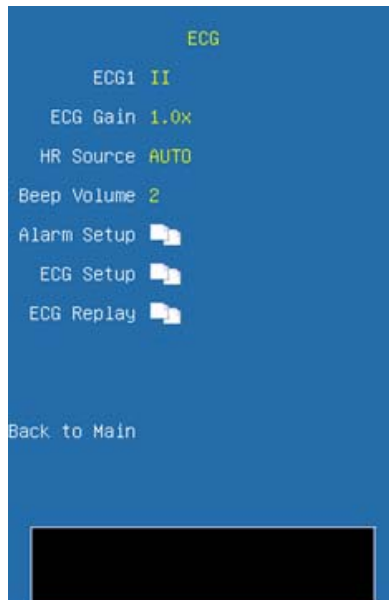 ECG
ECG1 II
ECG Gain 1.0x
HR Source AUTO
Beep Volume 2
Alarm Setup
ECG Setup
ECG Replay
Back to Main